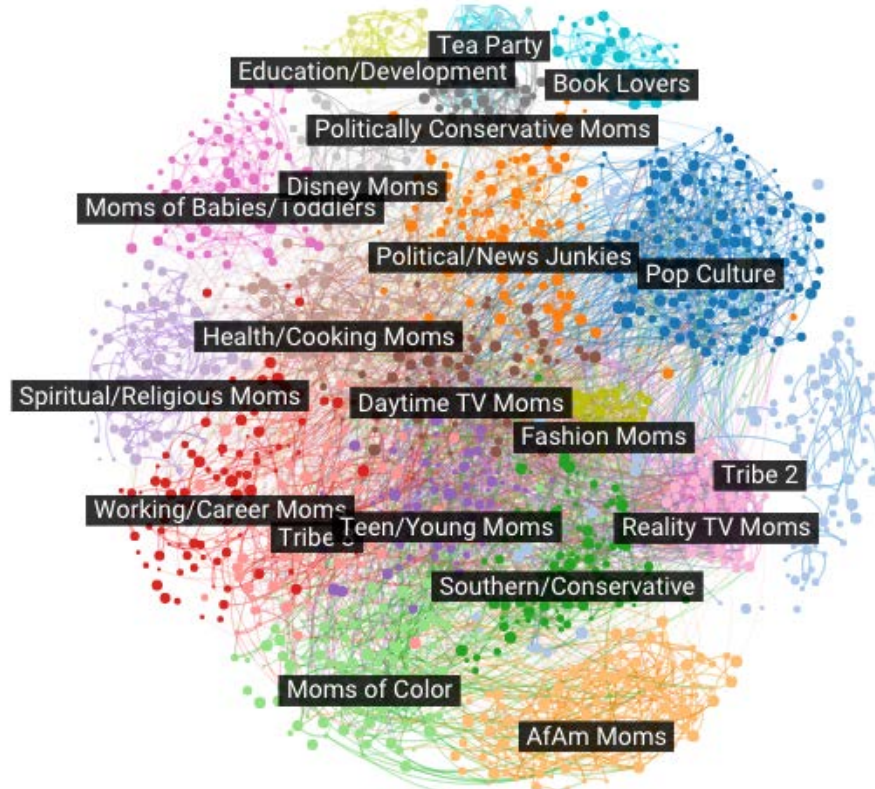 Tea Party
Education/Development
Book Lovers
Politically Conservative Moms
Disney Moms
Moms of Babies/Toddlers
Political/News Junkies
Pop Culture
Health/Cooking Moms
Spiritual/Religious Moms
Daytime TV Moms
Fashion Moms
Tribe 2
Working/Career Moms
Teen/Young Moms
Reality TV Moms
Tribe
Southern/Conservative
Moms of Color
AfAm Moms